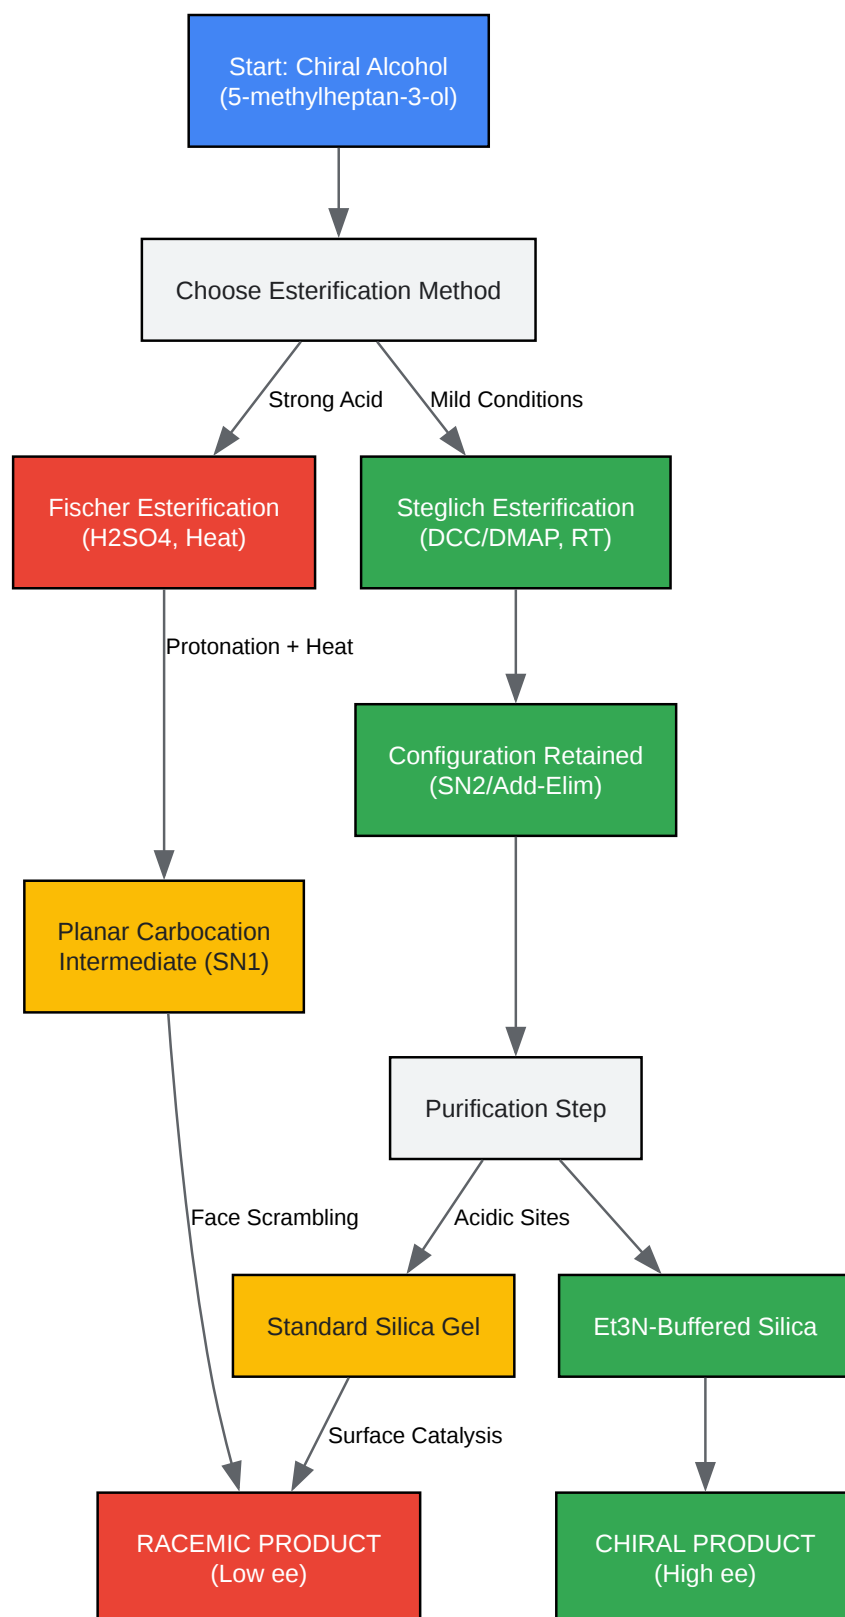 Start: Chiral Alcohol
(5-methylheptan-3-ol)
Choose Esterification Method
Strong Acid
Mild Conditions
Fischer Esterification
(H2SO4, Heat)
Steglich Esterification
(DCC/DMAP, RT)
Protonation + Heat
Configuration Retained
(SN2/Add-Elim)
Planar Carbocation
Intermediate (SN1)
Purification Step
Face Scrambling
Acidic Sites
Standard Silica Gel
Et3N-Buffered Silica
Surface Catalysis
RACEMIC PRODUCT
(Low ee)
CHIRAL PRODUCT
(High ee)